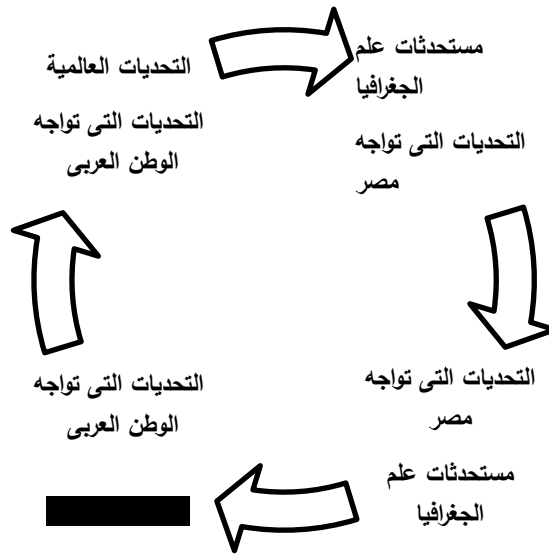 مستحدثات علم
الجغرافيا
التحديات التى تواجه
مصر
التحديات العالمية
التحديات التى تواجه
الوطن العربى
التحديات التى تواجه
مصر
مستحدثات علم
الجغرافيا
التحديات التى تواجه
الوطن العربى